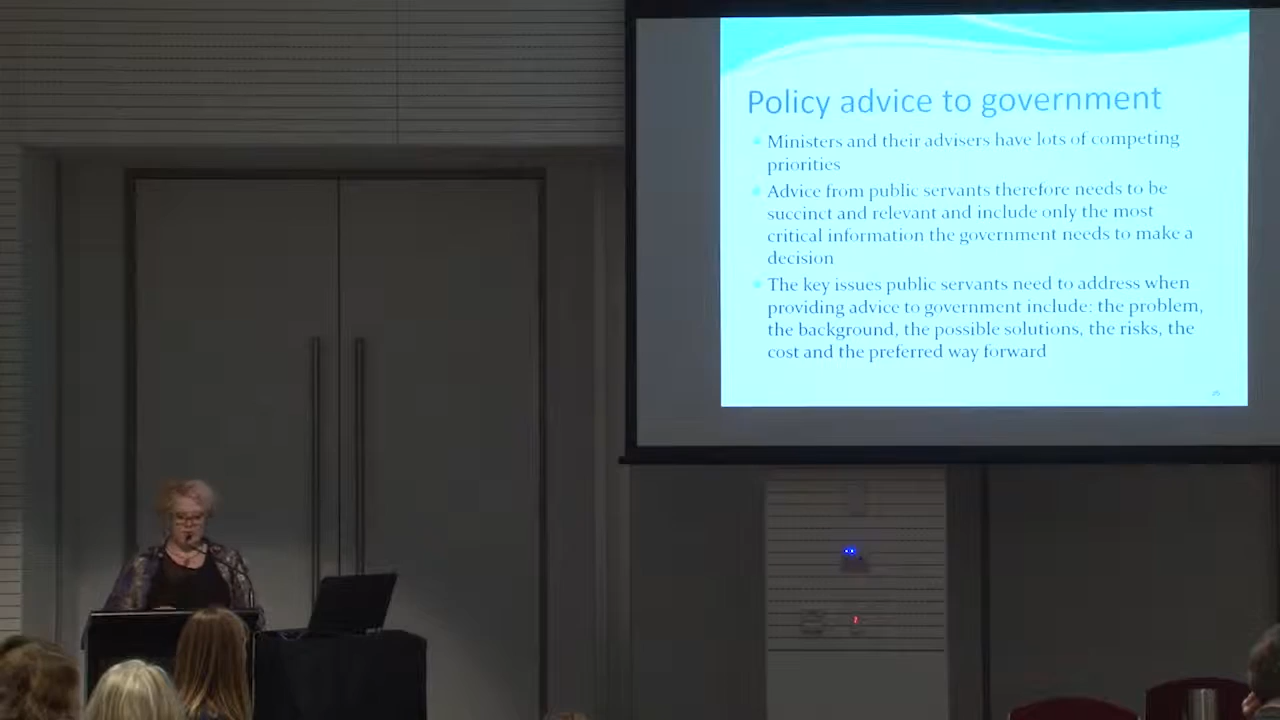 Policy advice to government
Ministers and their advisers have lots of competing
priorities
Advice from public servants therefore needs to be
succinct and relevant and include only the most
critical information the government needs to make a
decision
The key issues public servants need to address when
providing advice to government include: the problem,
the background, the possible solutions, the risks, the
cost and the preferred way forward